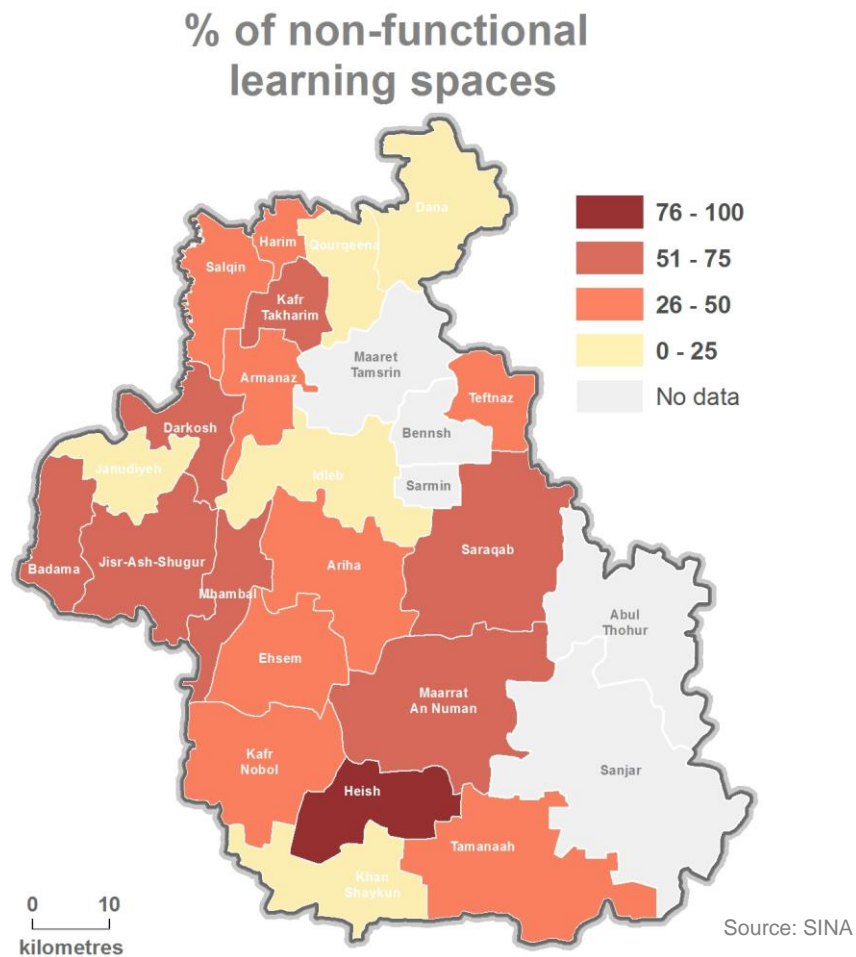 % of non-functional
learning spaces
76 - 100
51 - 75
26 - 50
0 - 25
No data
Dana
Harim
Qourqeena
Salqin
Kafr
Takharim
Maaret
Tamsrin
Armanaz
Teftnaz
Darkosh
Bennsh
Janudiyeh
Idleb
Sarmin
Saraqab
Badama
Jisr-Ash-Shugur
Ariha
Mhambal
Abul
Thohur
Ehsem
Maarrat
An Numan
Kafr
Nobol
Sanjar
Heish
Tamanaah
Khan
Shaykun
0 10
kilometres
Source: SINA